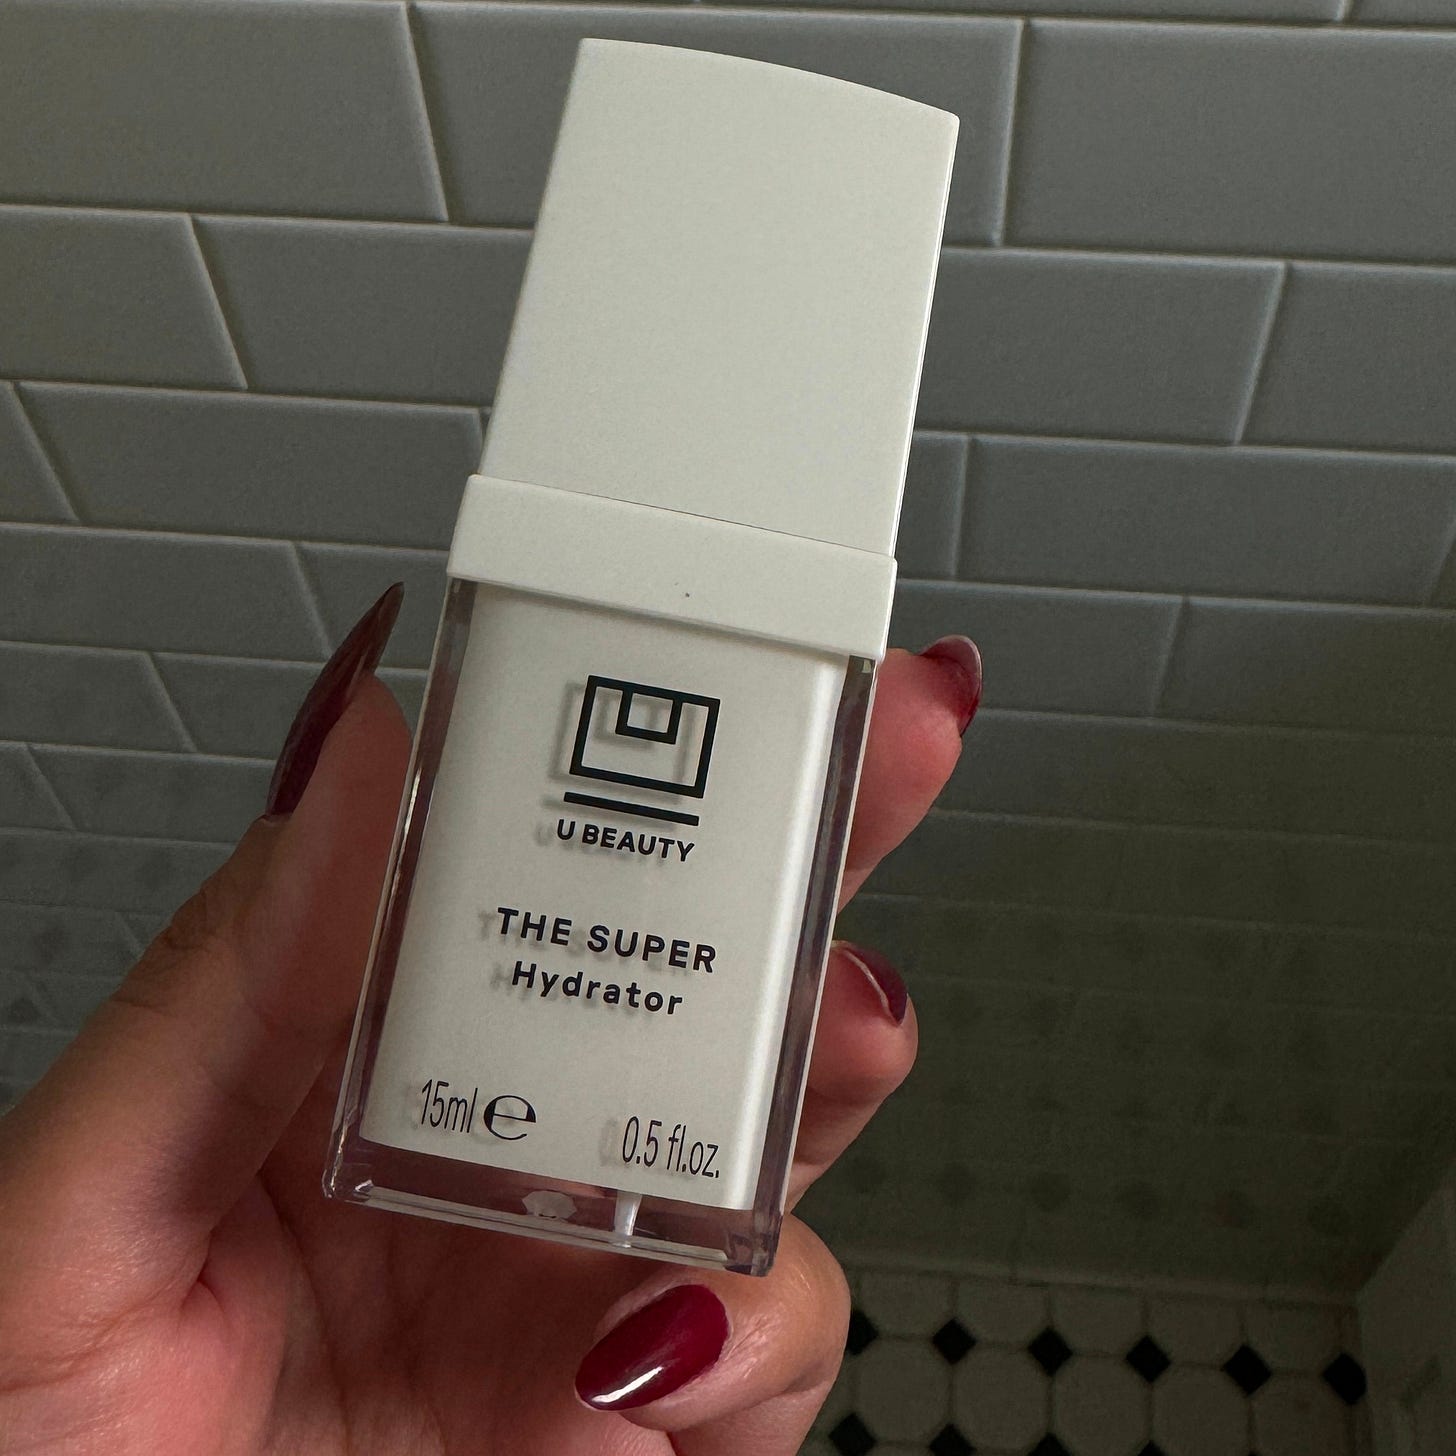 U BEAUTY
THE SUPER
Hydrator
15ml ℮ 0.5 fl.oz.